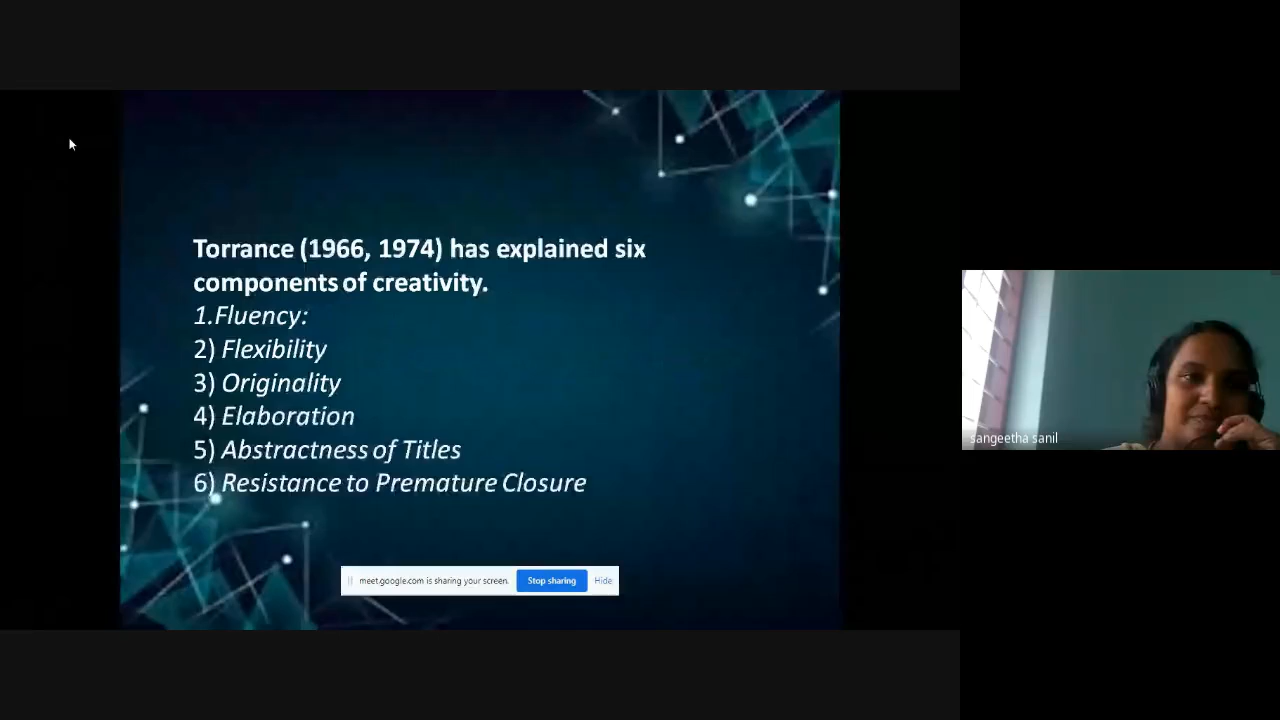 Torrance (1966, 1974) has explained six
components of creativity.
1.Fluency:
2) Flexibility
3) Originality
4) Elaboration
5) Abstractness of Titles
6) Resistance to Premature Closure
meet.google.com is sharing your screen. Stop sharing Hide
sangeetha sanil